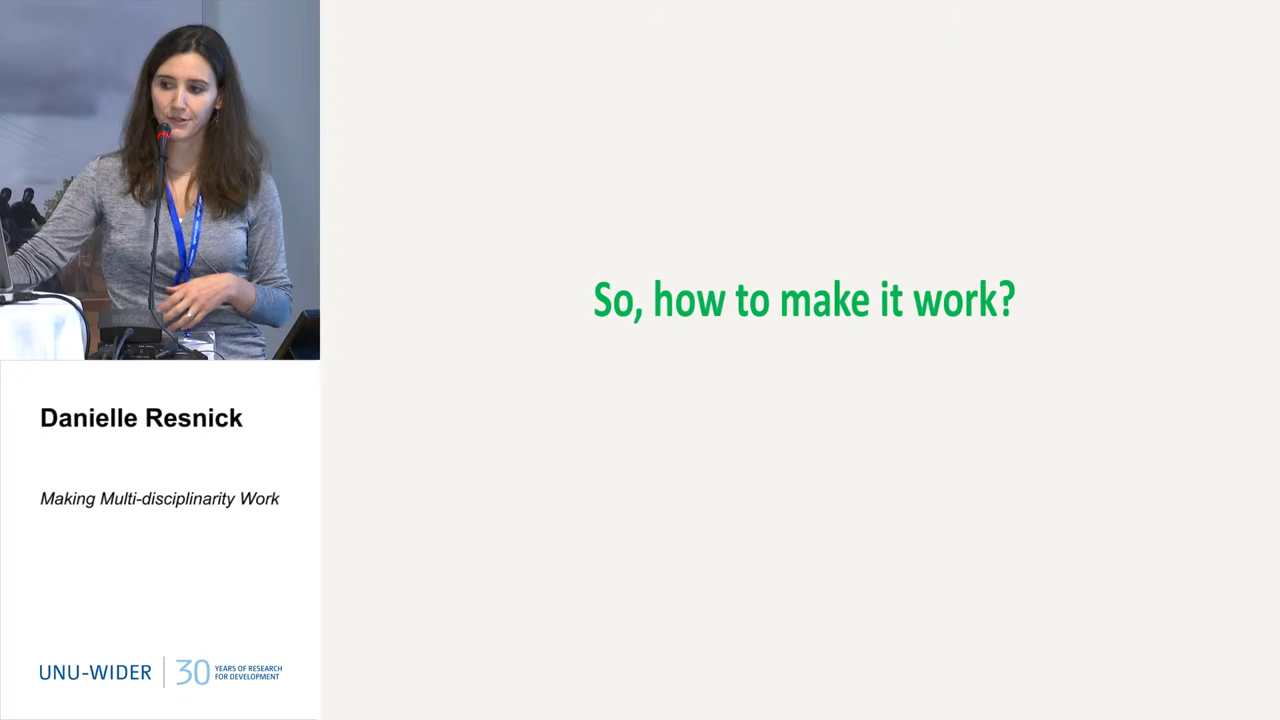 So, how to make it work?
BOSCH
Danielle Resnick
Making Multi-disciplinarity Work
UNU-WIDER
30
YEARS OF RESEARCH
FOR DEVELOPMENT